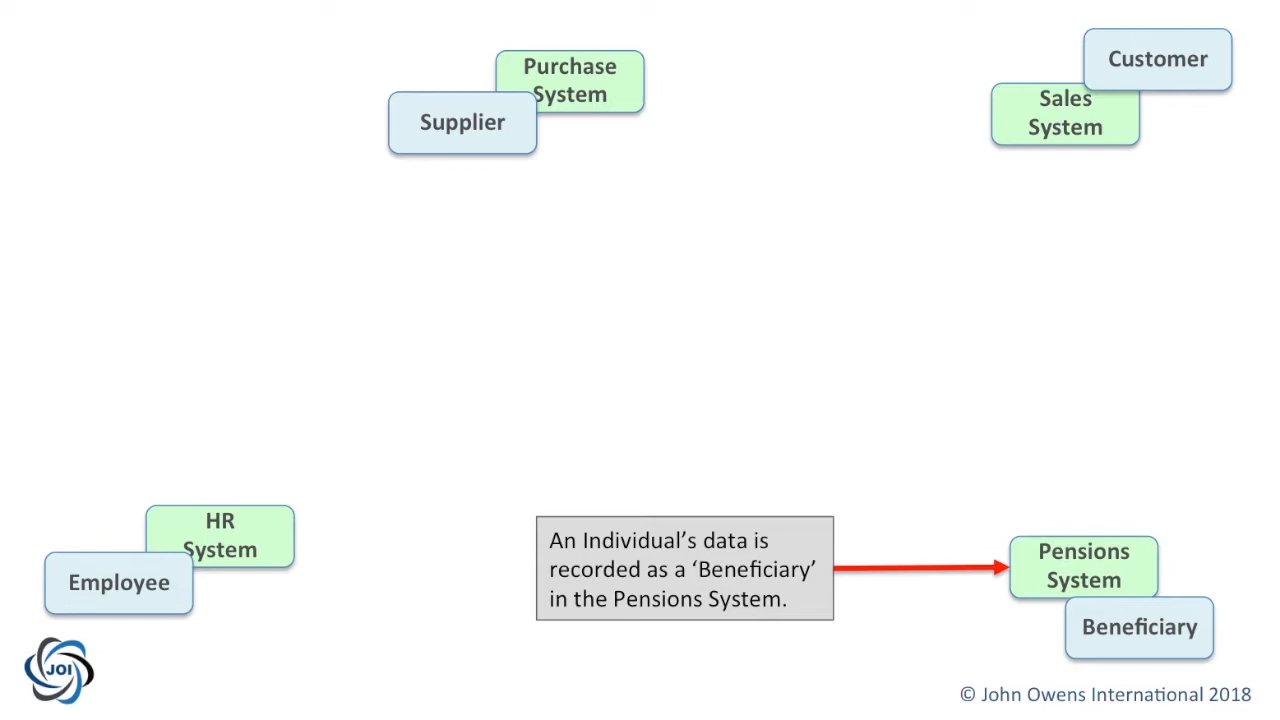 Purchase
System
Supplier
Customer
Sales
System
HR
System
Employee
An Individual’s data is
recorded as a ‘Beneficiary’
in the Pensions System.
Pensions
System
Beneficiary
JOI
© John Owens International 2018